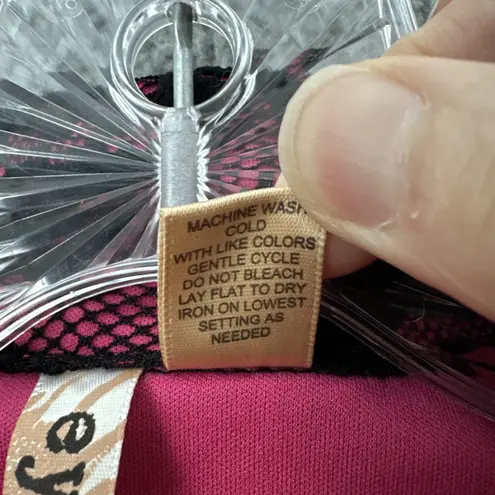 MACHINE WASH
COLD
WITH LIKE COLORS
GENTLE CYCLE
DO NOT BLEACH
LAY FLAT TO DRY
IRON ON LOWEST
SETTING AS
NEEDED